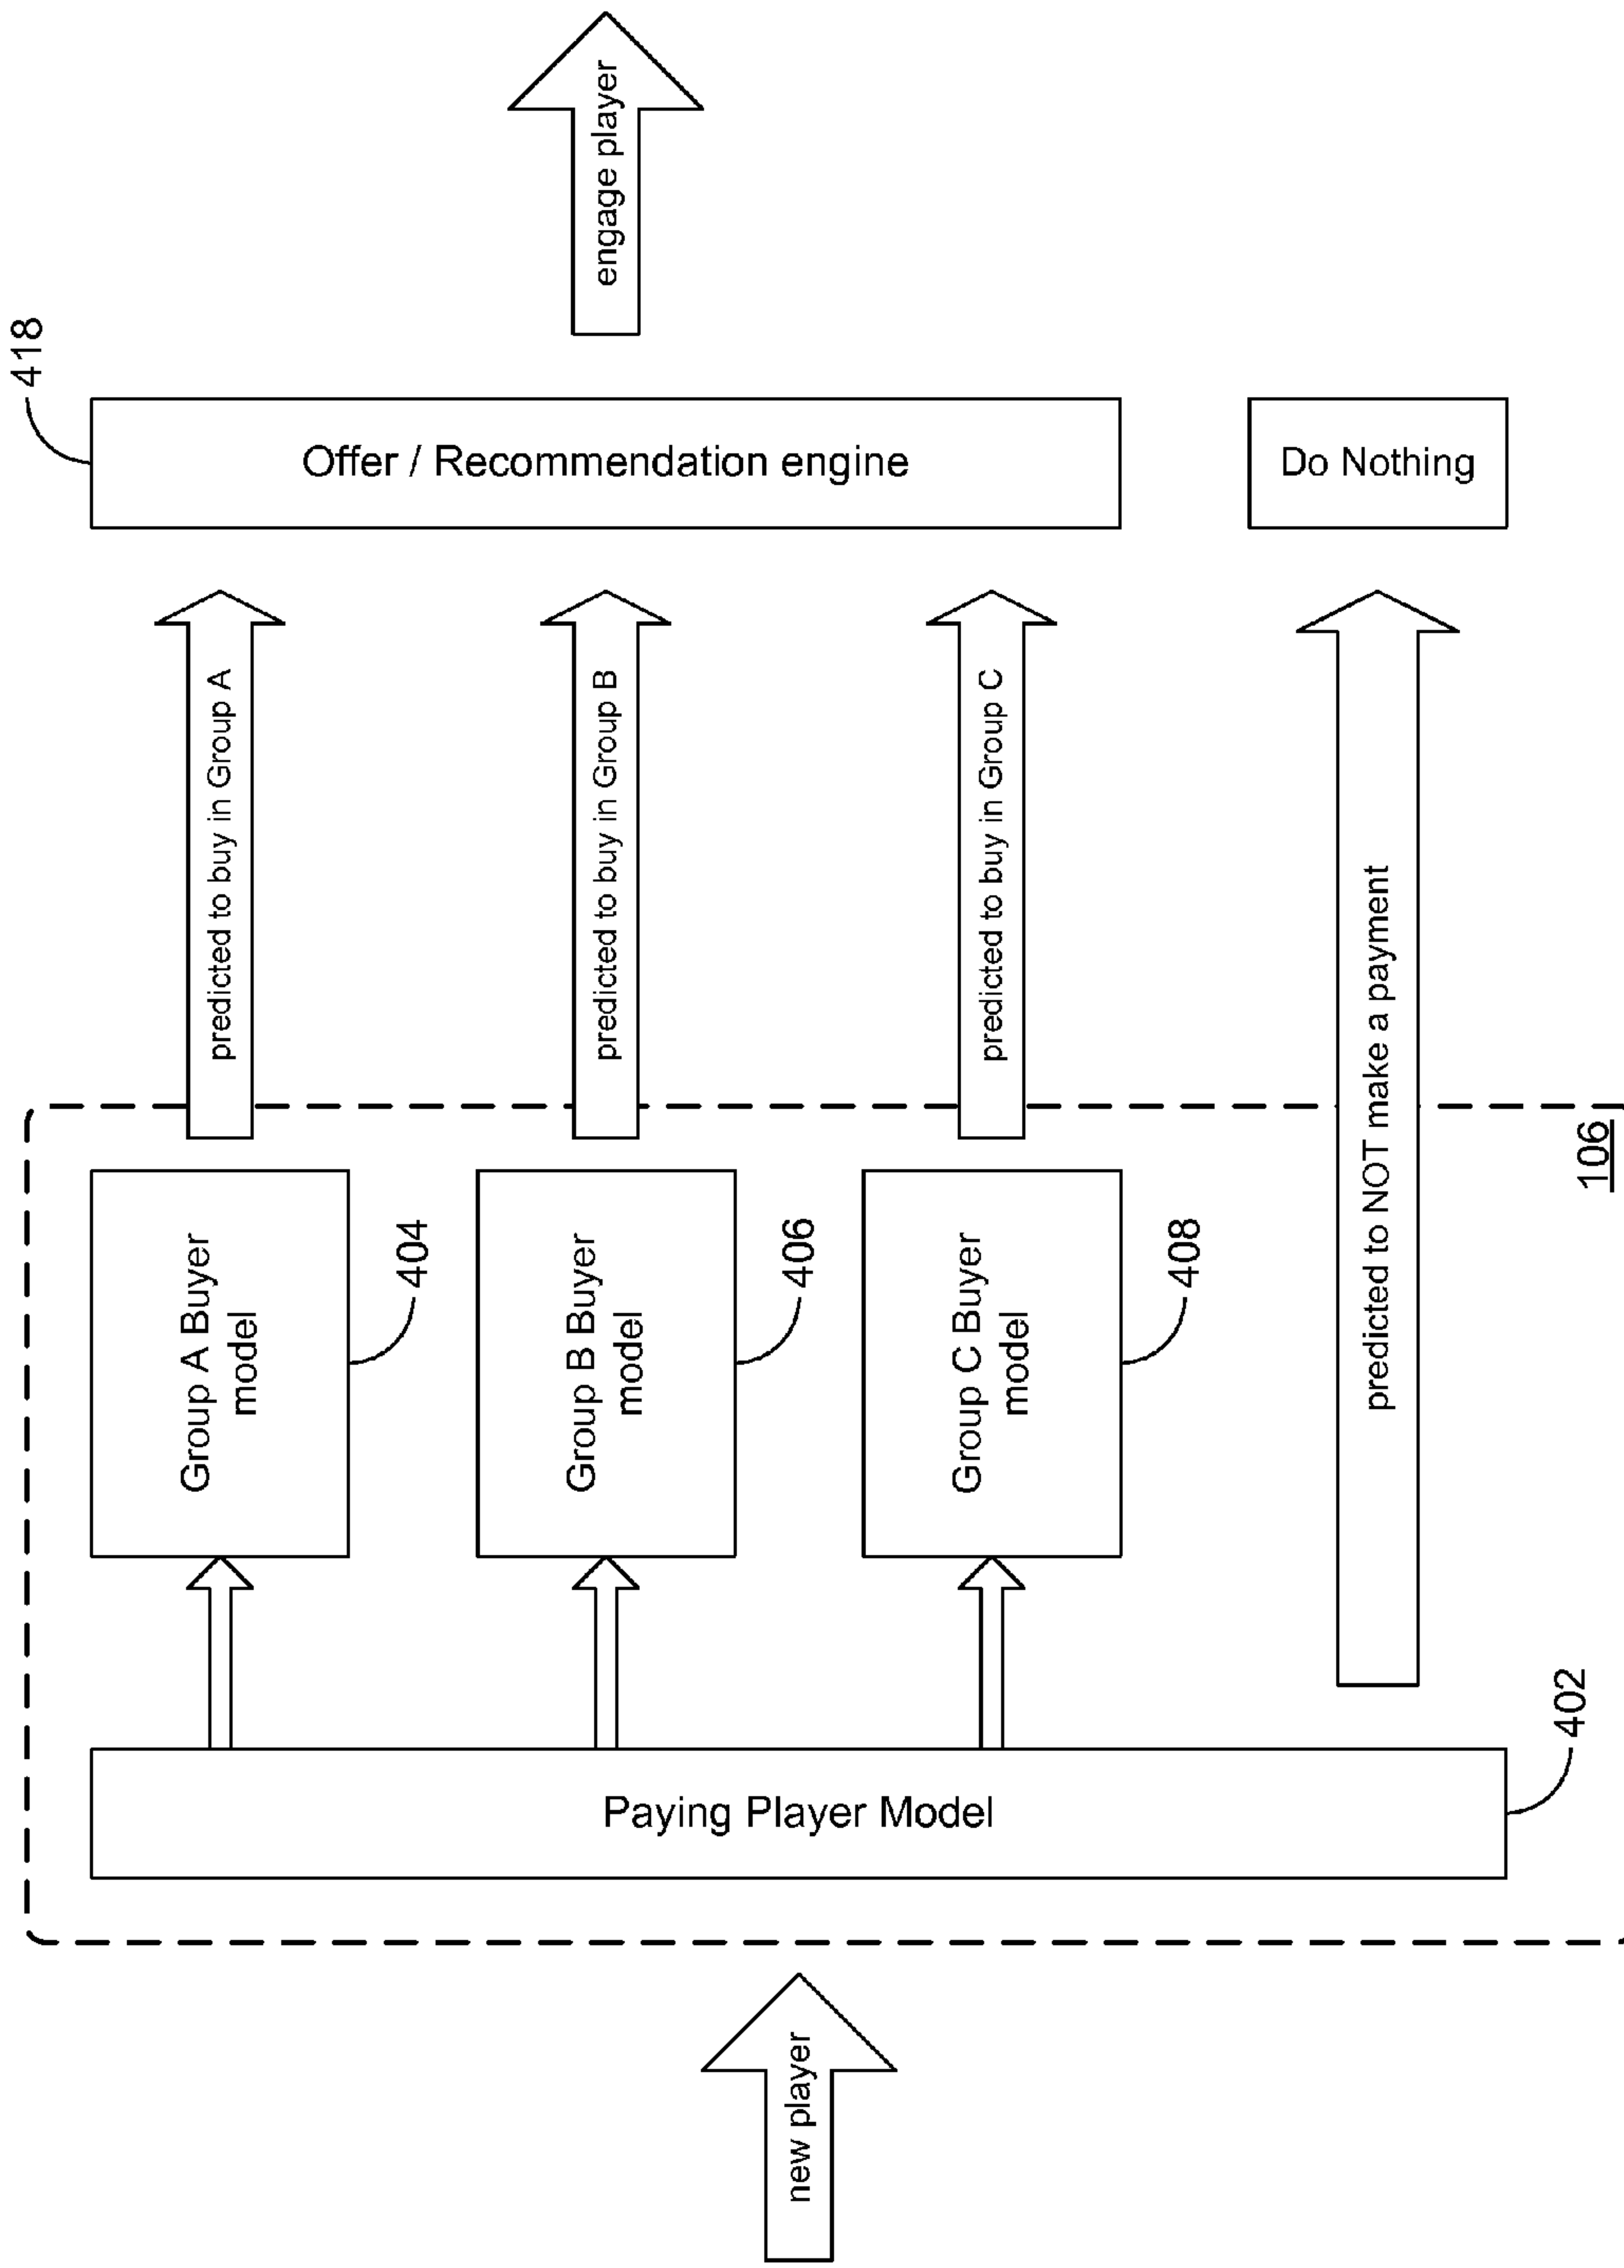 new player
Paying Player Model
402
Group A Buyer
model
404
Group B Buyer
model
406
Group C Buyer
model
408
106
predicted to buy in Group A
predicted to buy in Group B
predicted to buy in Group C
predicted to NOT make a payment
Offer / Recommendation engine
418
Do Nothing
engage player